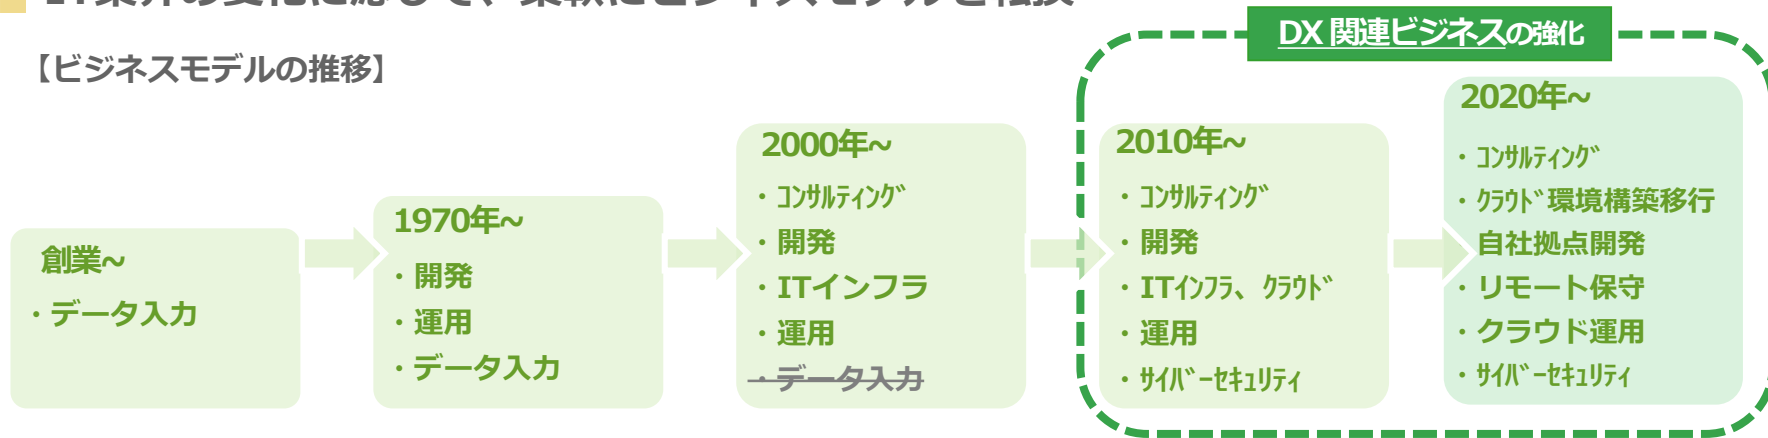 DX 関連ビジネスの強化
【ビジネスモデルの推移】
創業~
・データ入力
1970年~
・開発
・運用
・データ入力
2000年~
・ｺﾝｻﾙﾃｨﾝｸﾞ
・開発
・ITインフラ
・運用
・データ入力
2010年~
・ｺﾝｻﾙﾃｨﾝｸﾞ
・開発
・ITｲﾝﾌﾗ、ｸﾗｳﾄﾞ
・運用
・ｻｲﾊﾞｰｾｷｭﾘﾃｨ
2020年~
・ｺﾝｻﾙﾃｨﾝｸﾞ
・ｸﾗｳﾄﾞ環境構築移行
自社拠点開発
・リモート保守
・クラウド運用
・ｻｲﾊﾞｰｾｷｭﾘﾃｨ